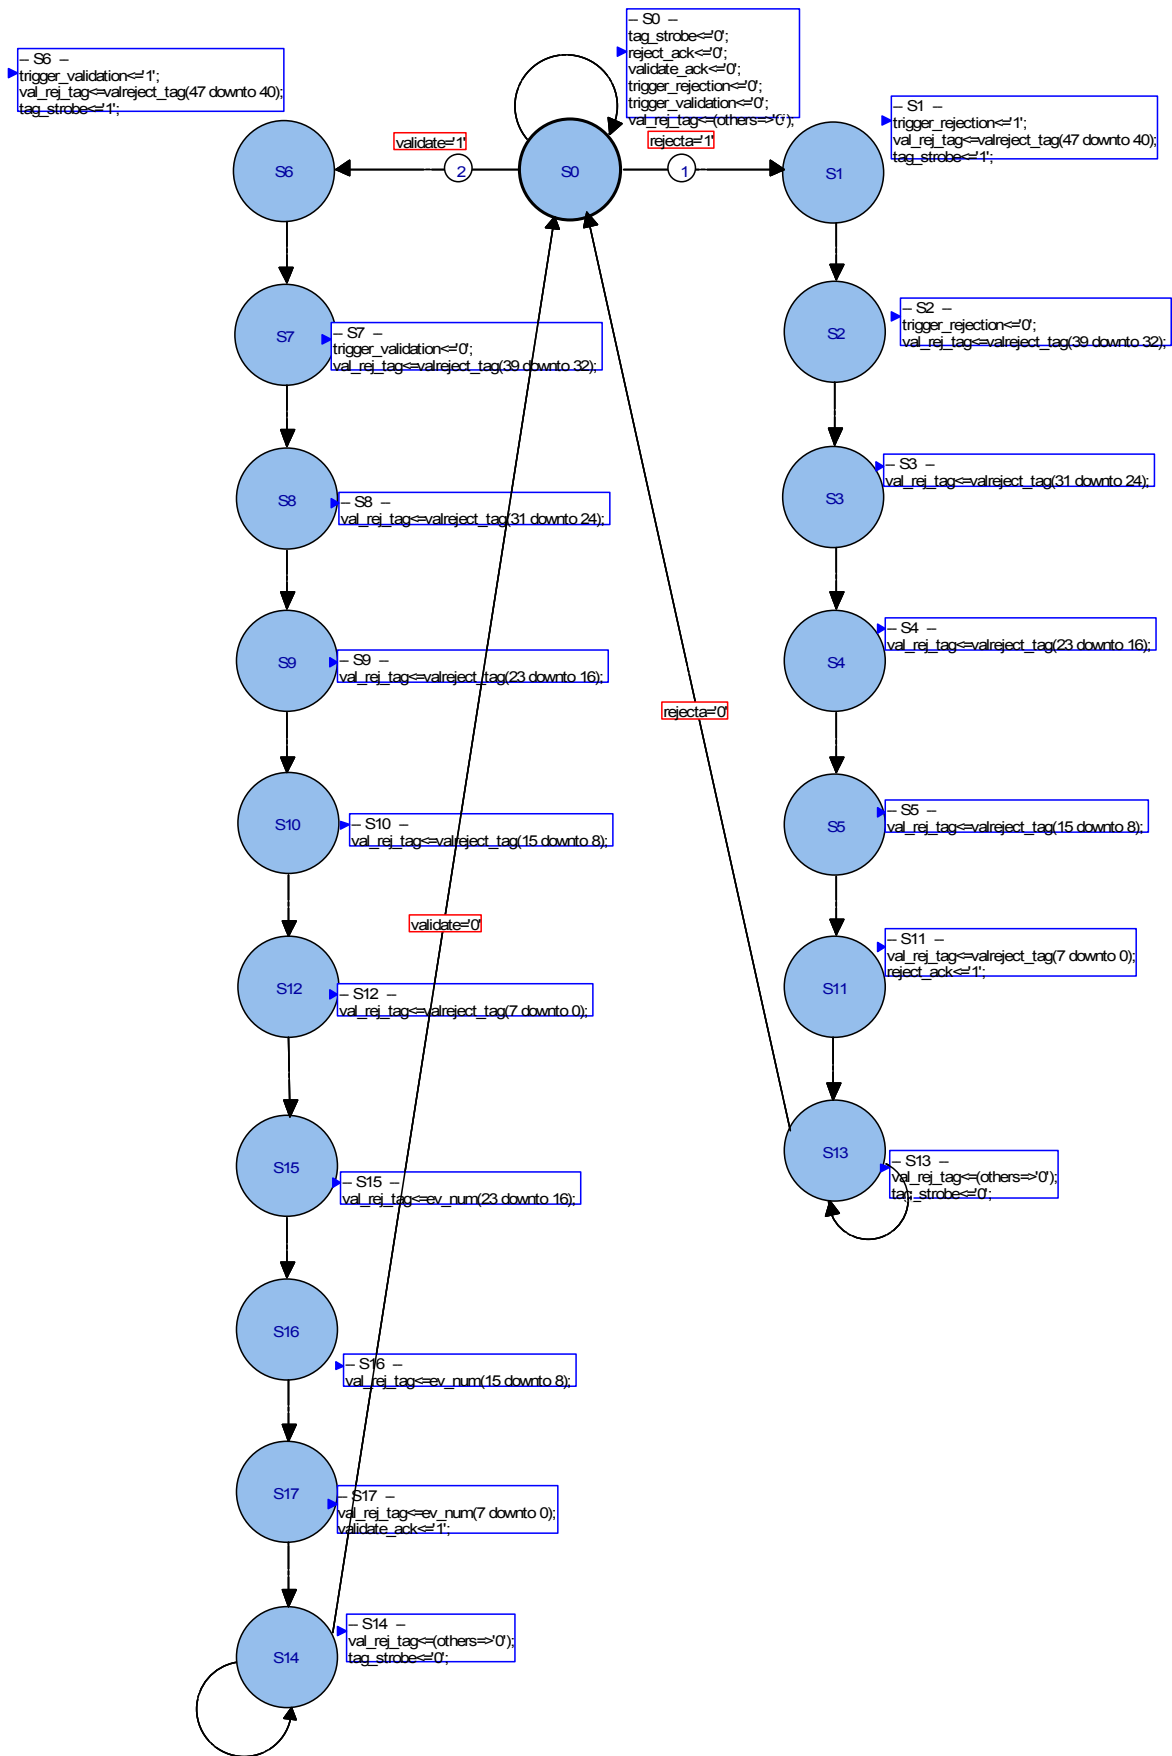 – S0 –
tag_strobe<='0';
reject_ack<='0';
validate_ack<='0';
trigger_rejection<='0';
trigger_validation<='0';
val_rej_tag<=(others=>'0');
– S6 –
trigger_validation<='1';
val_rej_tag<=valreject_tag(47 downto 40);
tag_strobe<='1';
– S1 –
trigger_rejection<='1';
val_rej_tag<=valreject_tag(47 downto 40);
tag_strobe<='1';
validate='1'
rejecta='1'
S6
2
S0
1
S1
S7
– S7 –
trigger_validation<='0';
val_rej_tag<=valreject_tag(39 downto 32);
S2
– S2 –
trigger_rejection<='0';
val_rej_tag<=valreject_tag(39 downto 32);
S8
– S8 –
val_rej_tag<=valreject_tag(31 downto 24);
S3
– S3 –
val_rej_tag<=valreject_tag(31 downto 24);
S9
– S9 –
val_rej_tag<=valreject_tag(23 downto 16);
S4
– S4 –
val_rej_tag<=valreject_tag(23 downto 16);
rejecta='0'
S10
– S10 –
val_rej_tag<=valreject_tag(15 downto 8);
S5
– S5 –
val_rej_tag<=valreject_tag(15 downto 8);
validate='0'
S12
– S12 –
val_rej_tag<=valreject_tag(7 downto 0);
S11
– S11 –
val_rej_tag<=valreject_tag(7 downto 0);
reject_ack<='1';
S15
– S15 –
val_rej_tag<=ev_num(23 downto 16);
S13
– S13 –
val_rej_tag<=(others=>'0');
tag_strobe<='0';
S16
– S16 –
val_rej_tag<=ev_num(15 downto 8);
S17
– S17 –
val_rej_tag<=ev_num(7 downto 0);
validate_ack<='1';
S14
– S14 –
val_rej_tag<=(others=>'0');
tag_strobe<='0';